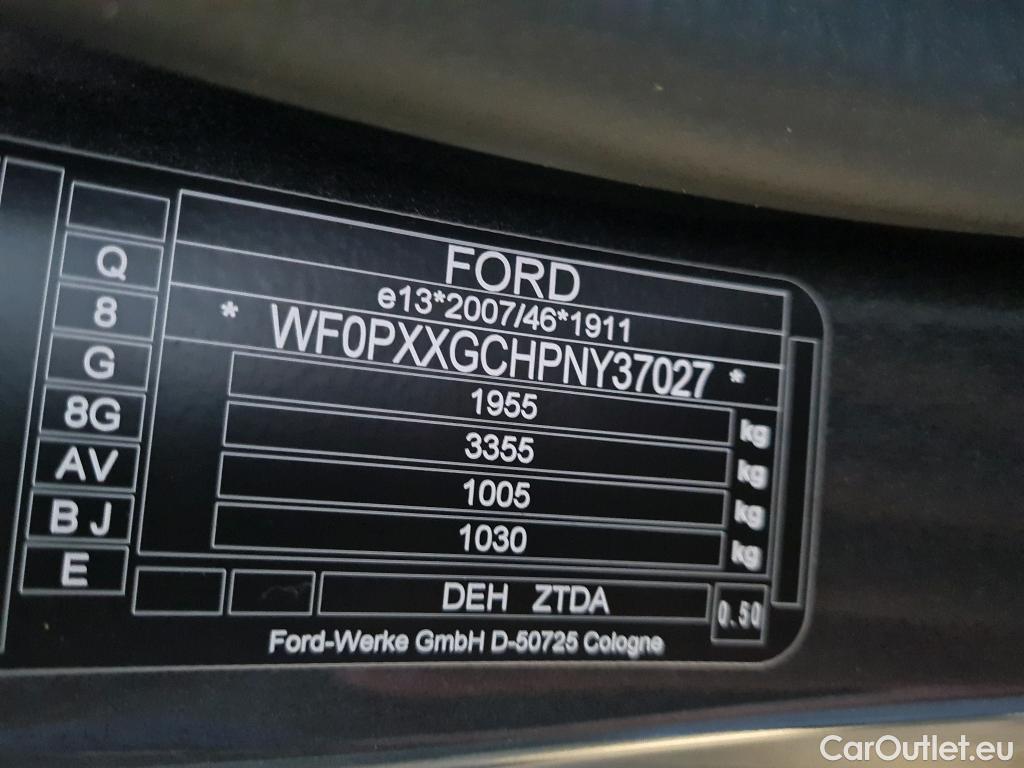 FORD
e13*2007/46*1911
* WF0PXXGCHPNY37027 *
1955 kg
3355 kg
1005 kg
1030 kg
Q
8
G
8G
AV
B J
E
DEH ZTDA
0.50
Ford-Werke GmbH D-50725 Cologne
CarOutlet.eu